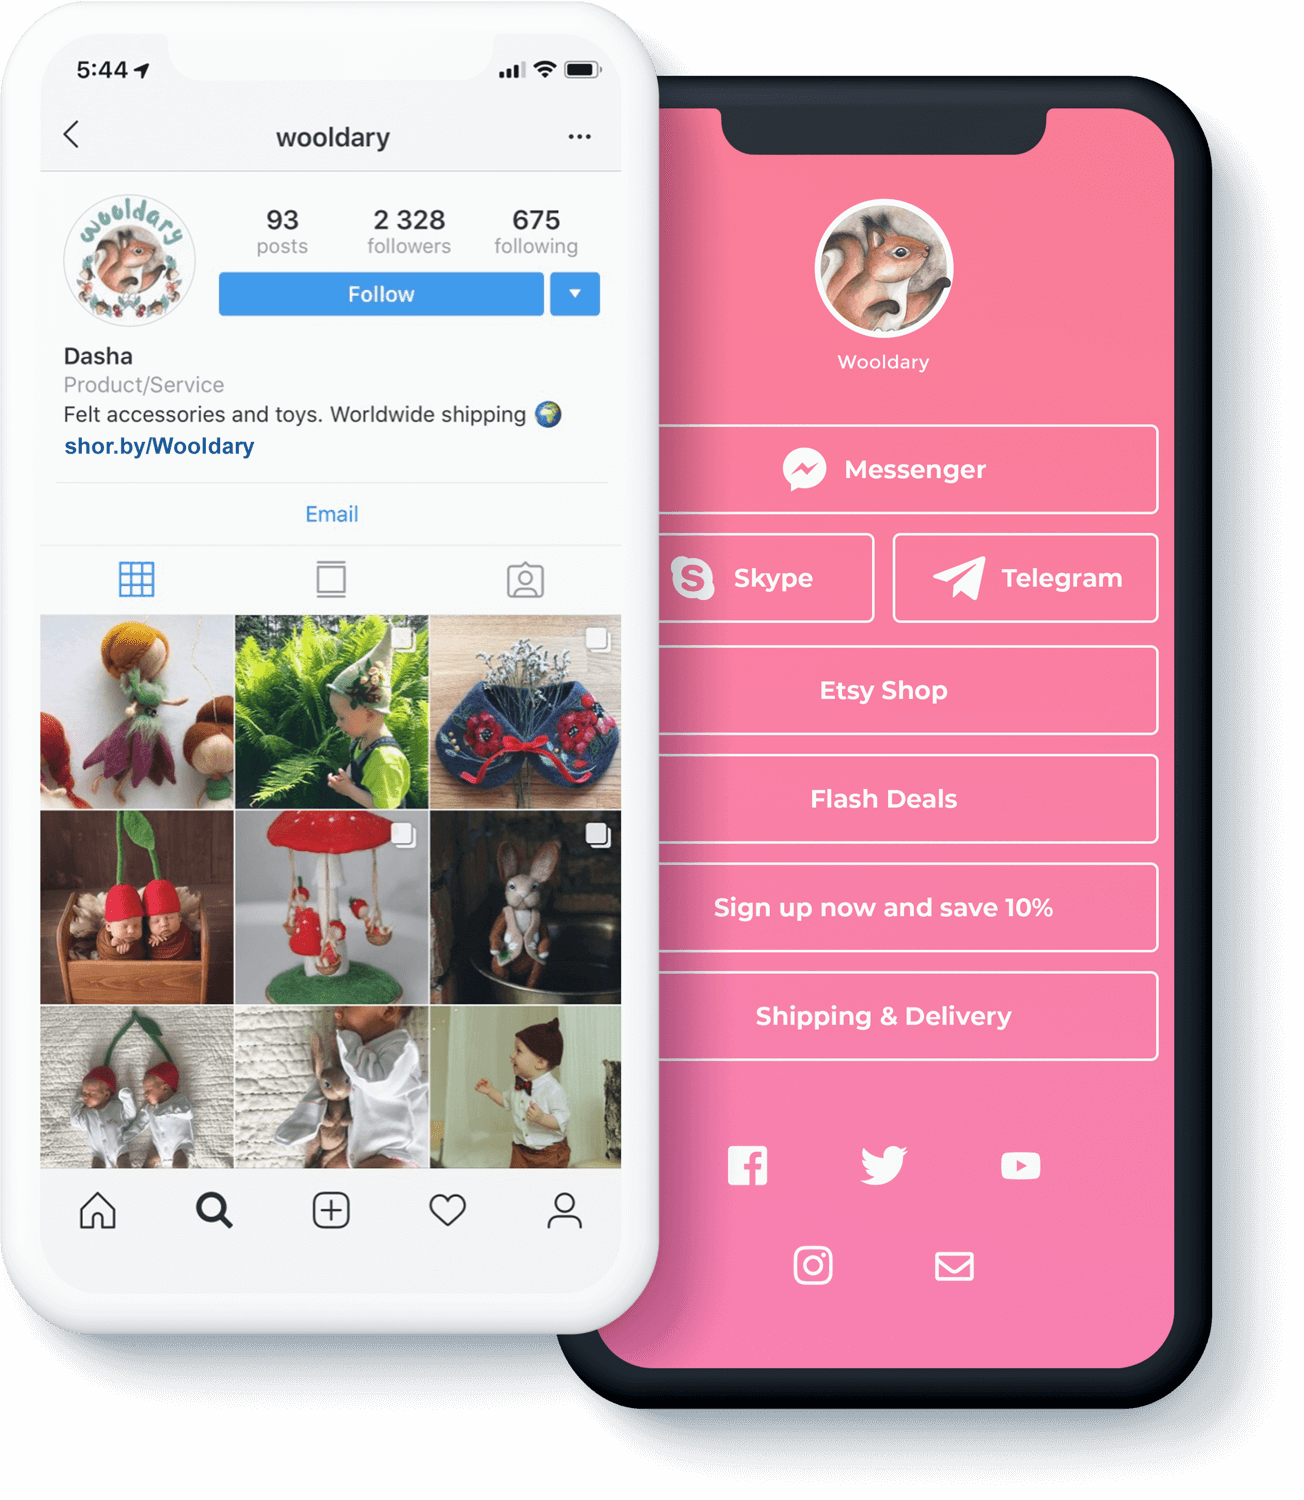 5:44
wooldary
wooldary
93 2 328 675
posts followers following
Follow
Dasha
Product/Service
Felt accessories and toys. Worldwide shipping
shor.by/Wooldary
Email
Wooldary
Messenger
Skype Telegram
Etsy Shop
Flash Deals
Sign up now and save 10%
Shipping & Delivery